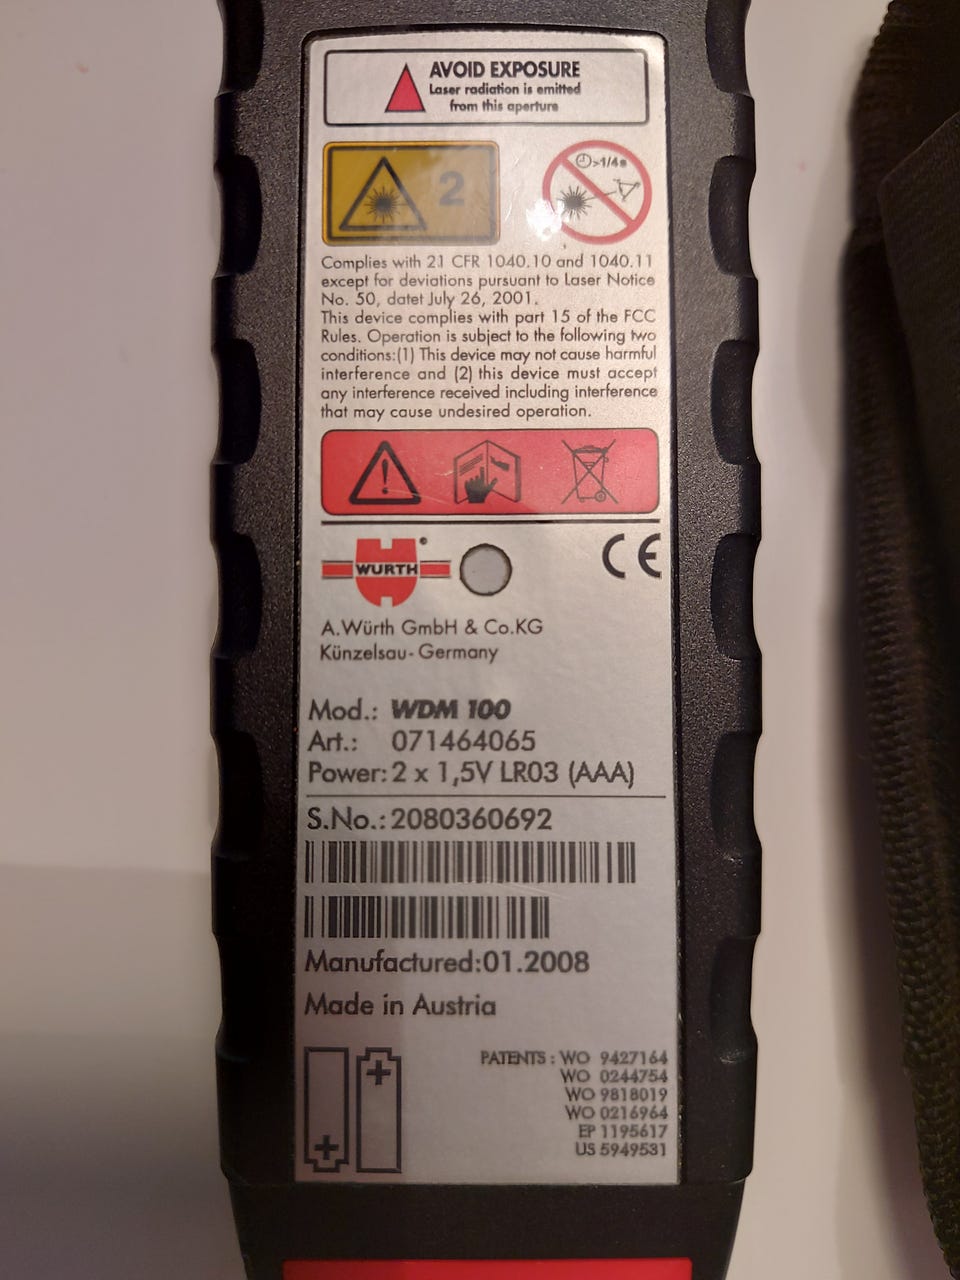 AVOID EXPOSURE
Laser radiation is emitted
from this aperture
2
>1/4s
Complies with 21 CFR 1040.10 and 1040.11
except for deviations pursuant to Laser Notice
No. 50, datet July 26, 2001.
This device complies with part 15 of the FCC
Rules. Operation is subject to the following two
conditions:(1) This device may not cause harmful
interference and (2) this device must accept
any interference received including interference
that may cause undesired operation.
WURTH ®
CE
A.Würth GmbH & Co.KG
Künzelsau-Germany
Mod.: WDM 100
Art.: 071464065
Power: 2 x 1,5V LR03 (AAA)
S.No.: 2080360692
Manufactured:01.2008
Made in Austria
PATENTS : WO 9427164
WO 0244754
WO 9818019
WO 0216964
EP 1195617
US 5949531